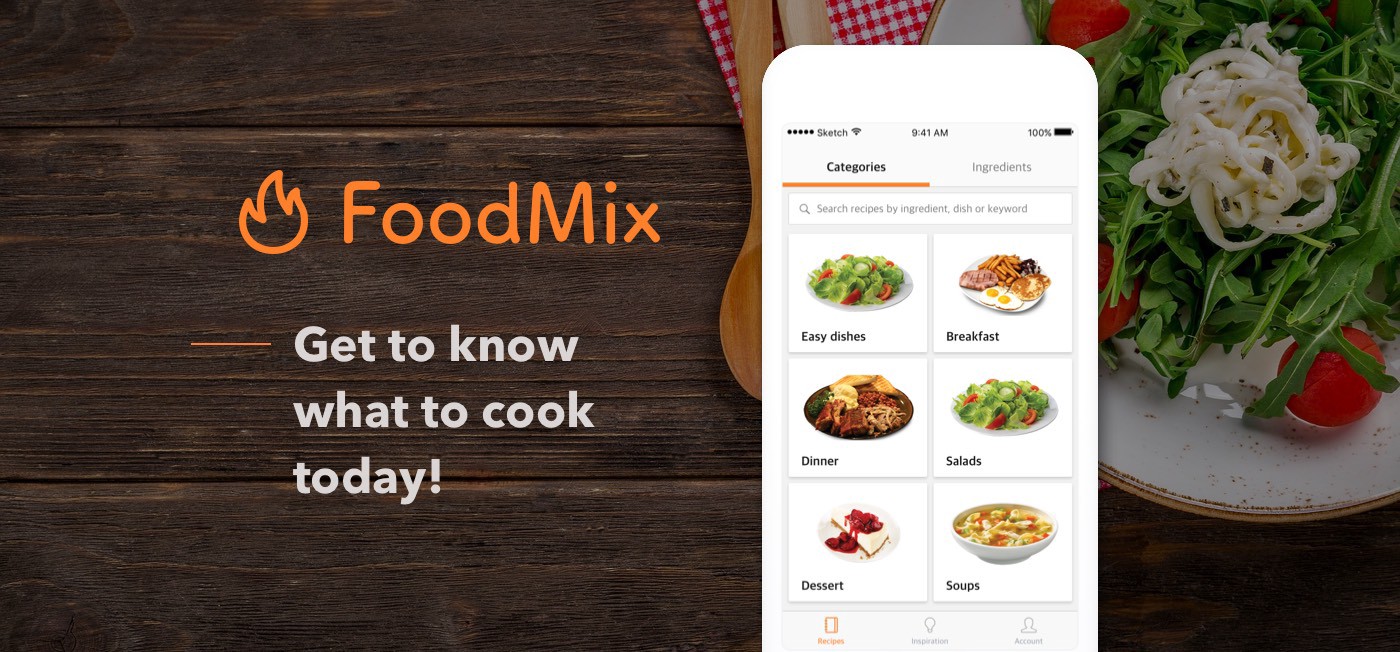 FoodMix
Get to know
what to cook
today!
Sketch 9:41 AM 100%
Categories Ingredients
Search recipes by ingredient, dish or keyword
Easy dishes Breakfast
Dinner Salads
Dessert Soups
Recipes Inspiration Account